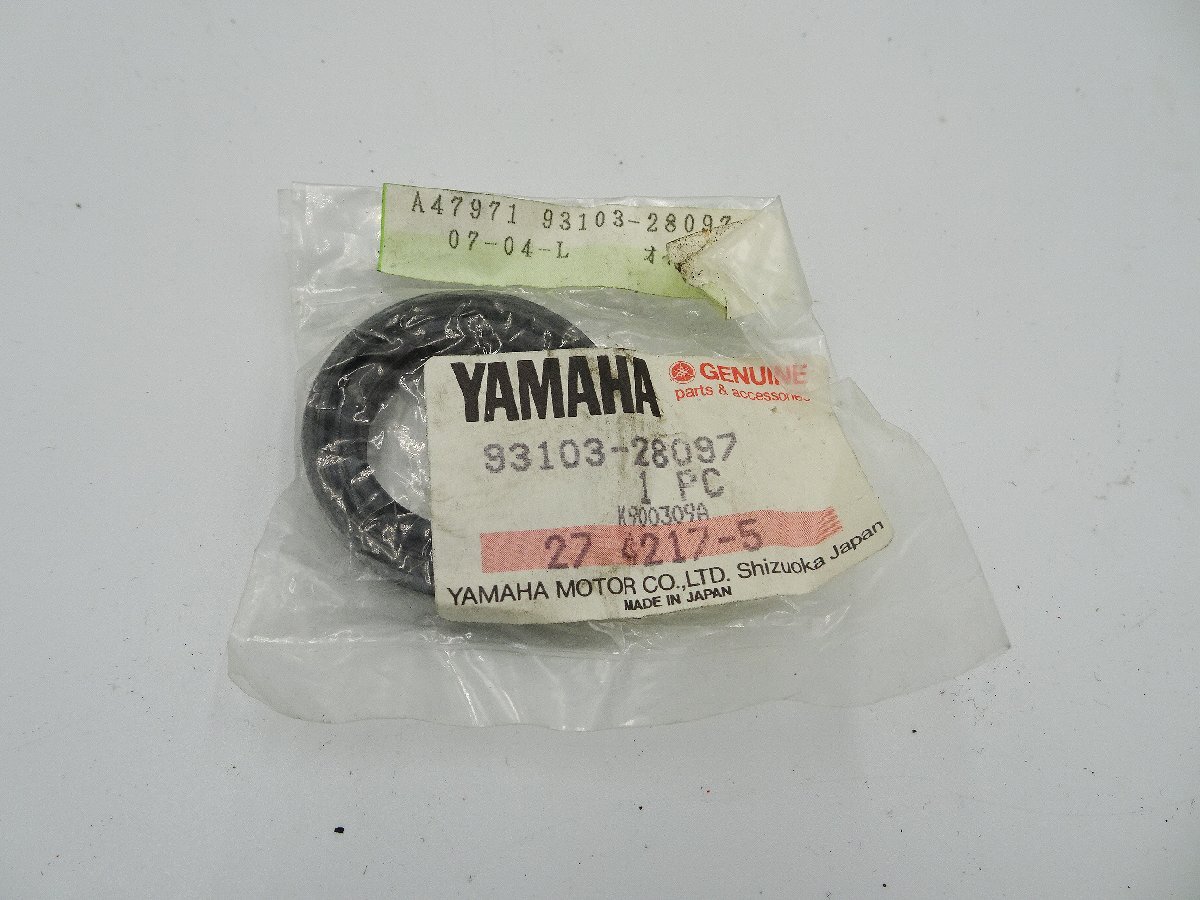 A47971 93103-28097
07-04-L
YAMAHA
GENUINE
parts & accessories
93103-28097
1 PC
K900309A
27 4217-5
YAMAHA MOTOR CO.,LTD. Shizuoka Japan
MADE IN JAPAN